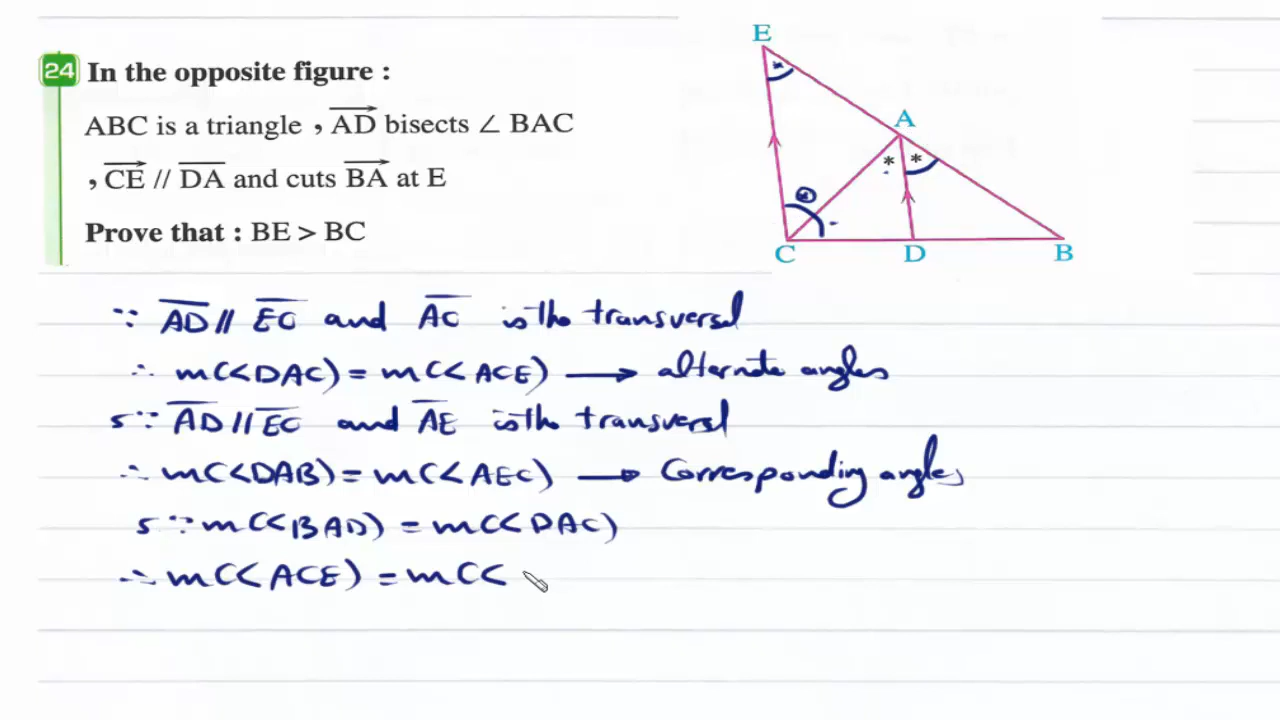 24 In the opposite figure :
ABC is a triangle , AD bisects ∠ BAC
, CE // DA and cuts BA at E
Prove that : BE > BC
E
A
* *
C
D
B
∵ AD // EC and AC is the transversal
∴ m(<DAC) = m(<ACE) → alternate angles
, ∵ AD // EC and AE is the transversal
∴ m(<DAB) = m(<AEC) → Corresponding angles
, ∵ m(<BAD) = m(<DAC)
∴ m(<ACE) = m(<